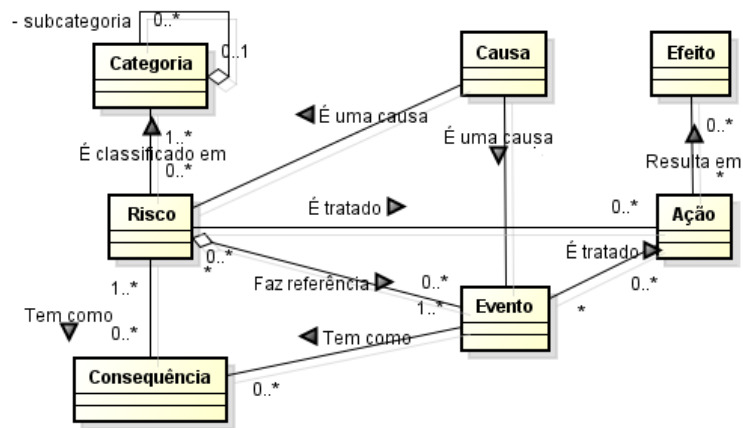 - subcategoria
0..*
0..1
Categoria
Causa
Efeito
É uma causa
É uma causa
1..*
É classificado em
0..*
0..*
Resulta em
*
Risco
É tratado
0..*
Ação
0..*
*
Faz referência
0..*
1..*
É tratado
0..*
*
Evento
1..*
Tem como
0..*
Tem como
0..*
Consequência